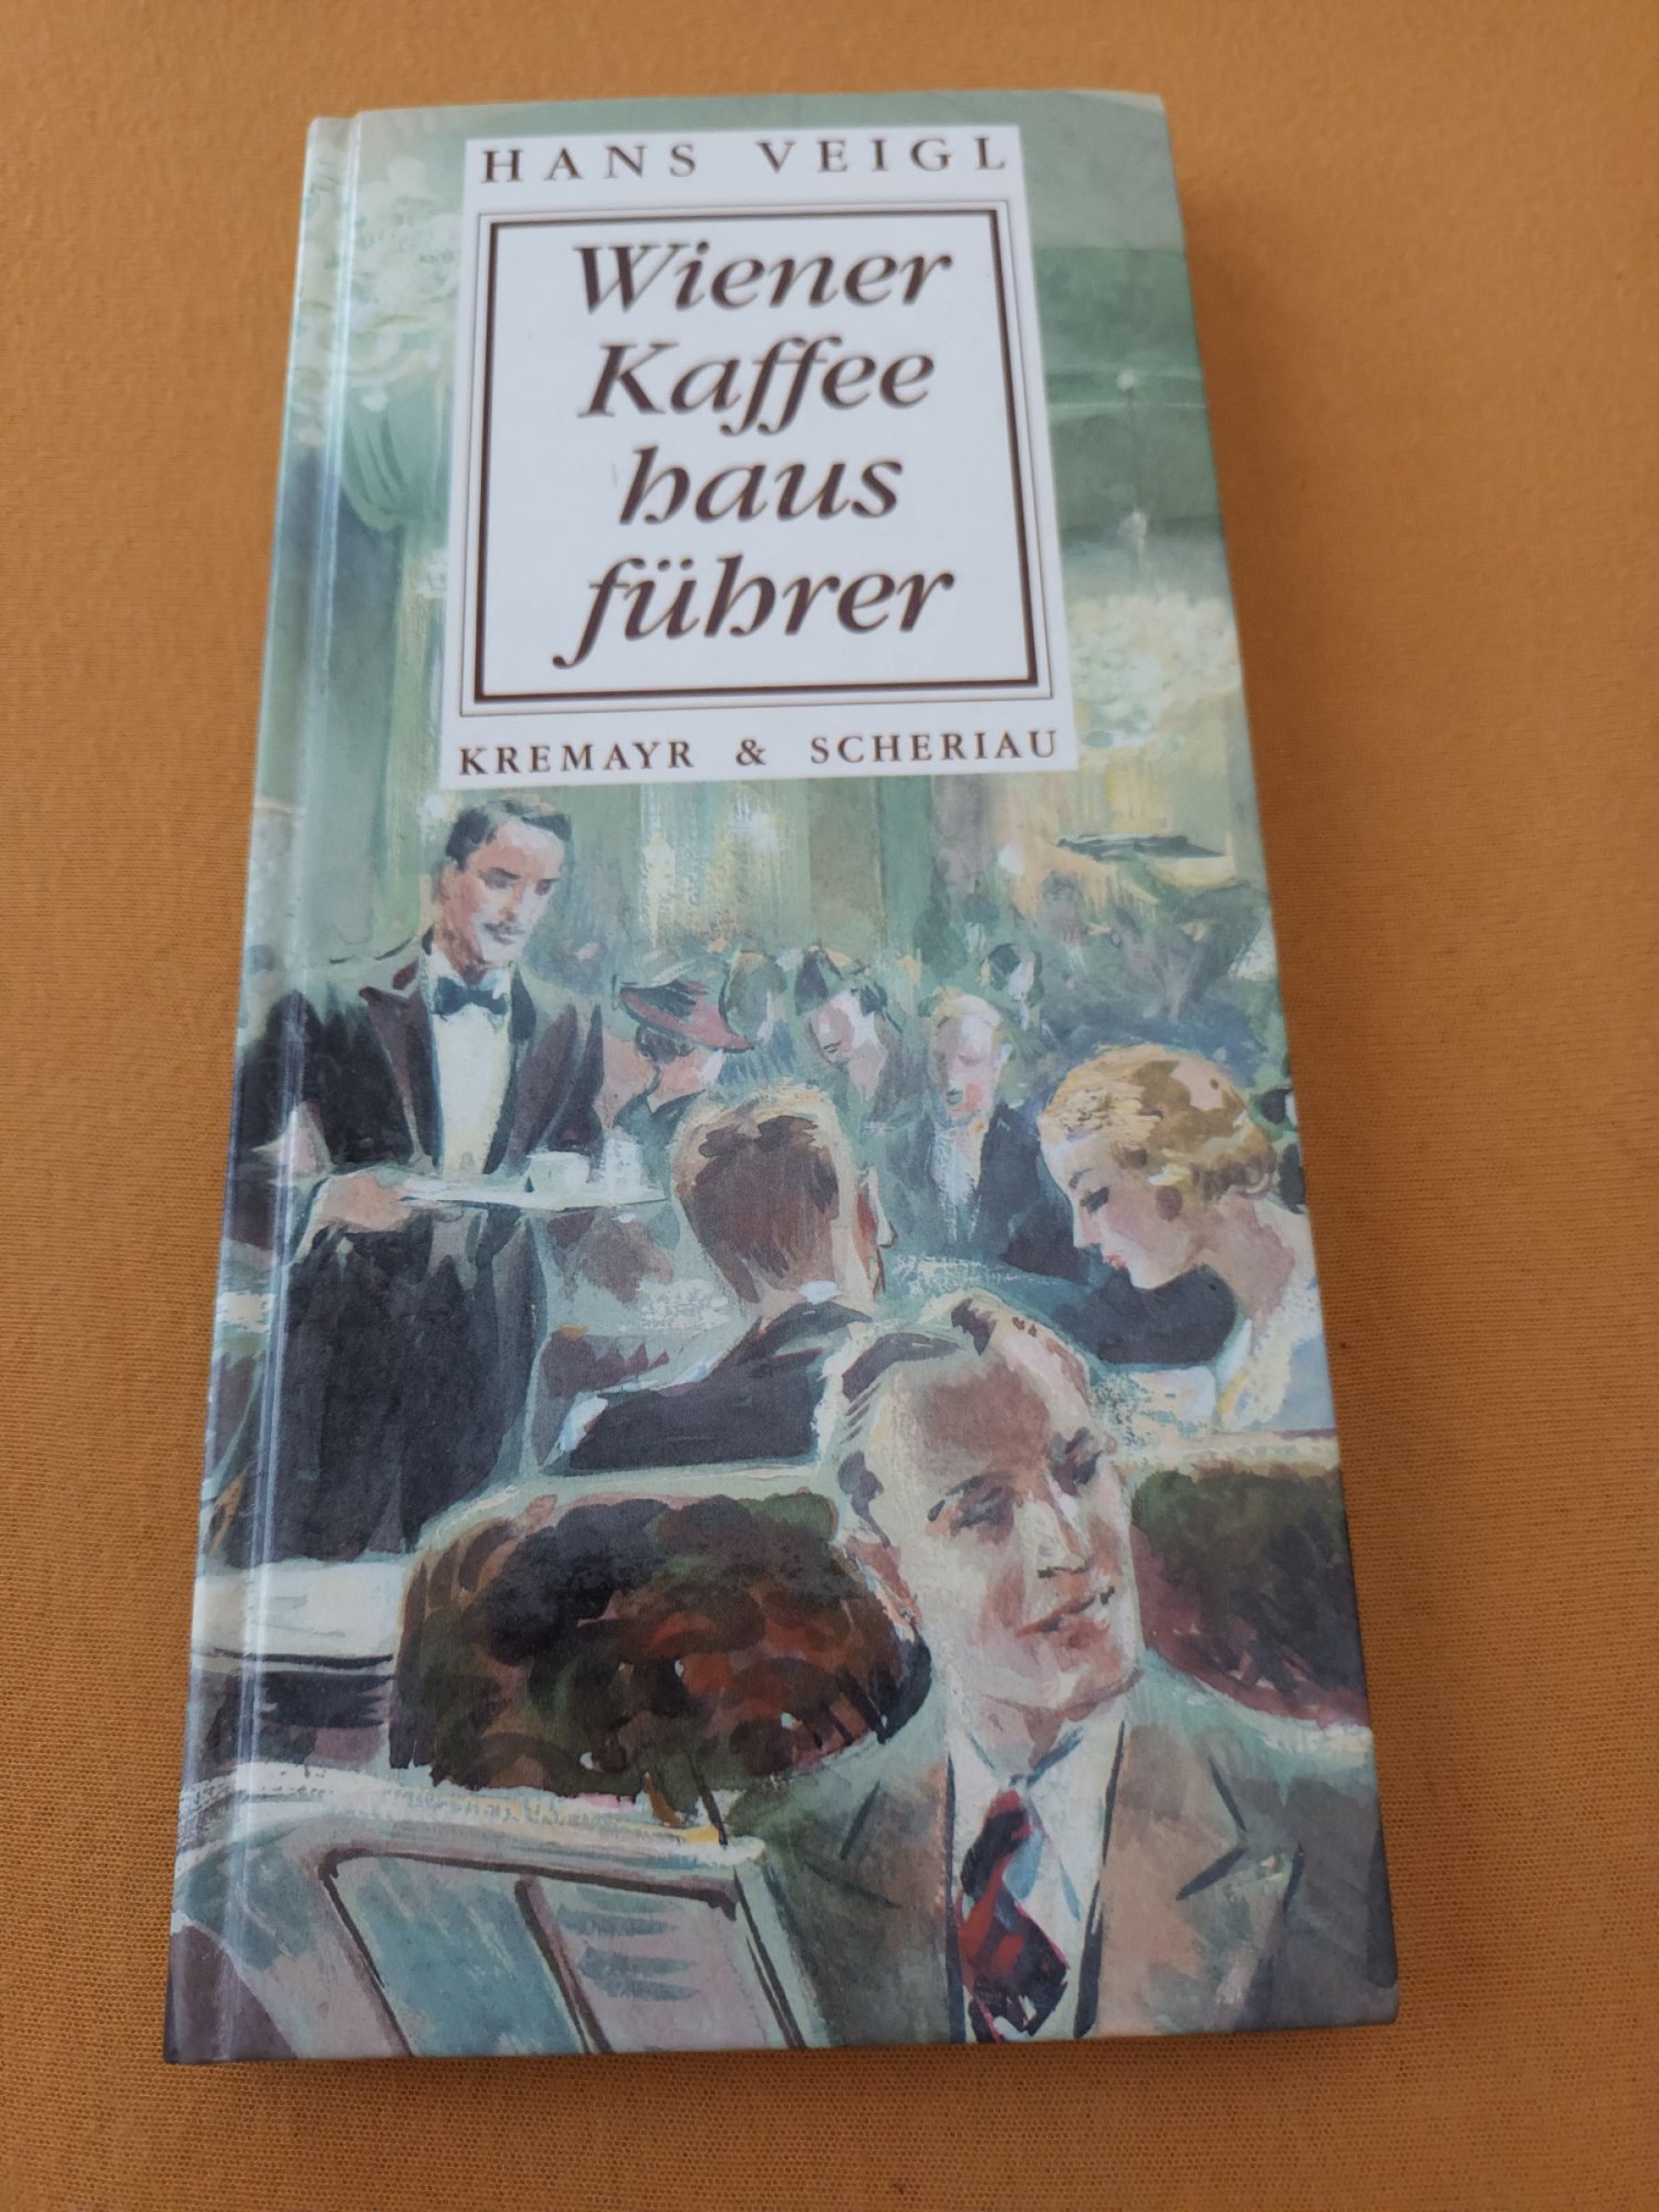 HANS VEIGL
Wiener
Kaffee
haus
führer
KREMAYR & SCHERIAU